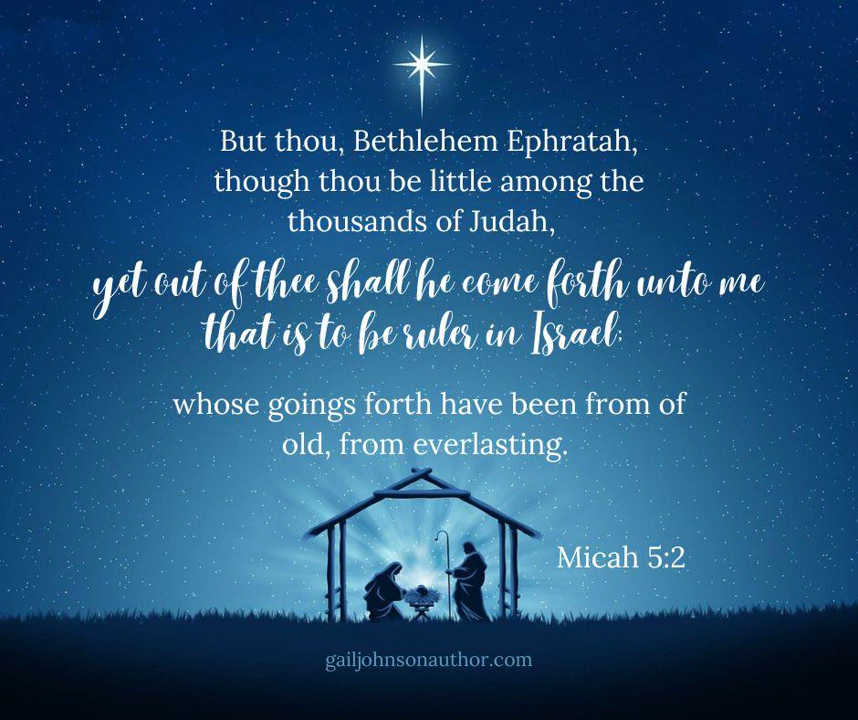 But thou, Bethlehem Ephratah,
though thou be little among the
thousands of Judah,
yet out of thee shall he come forth unto me
that is to be ruler in Israel;
whose goings forth have been from of
old, from everlasting.
Micah 5:2
gailjohnsonauthor.com